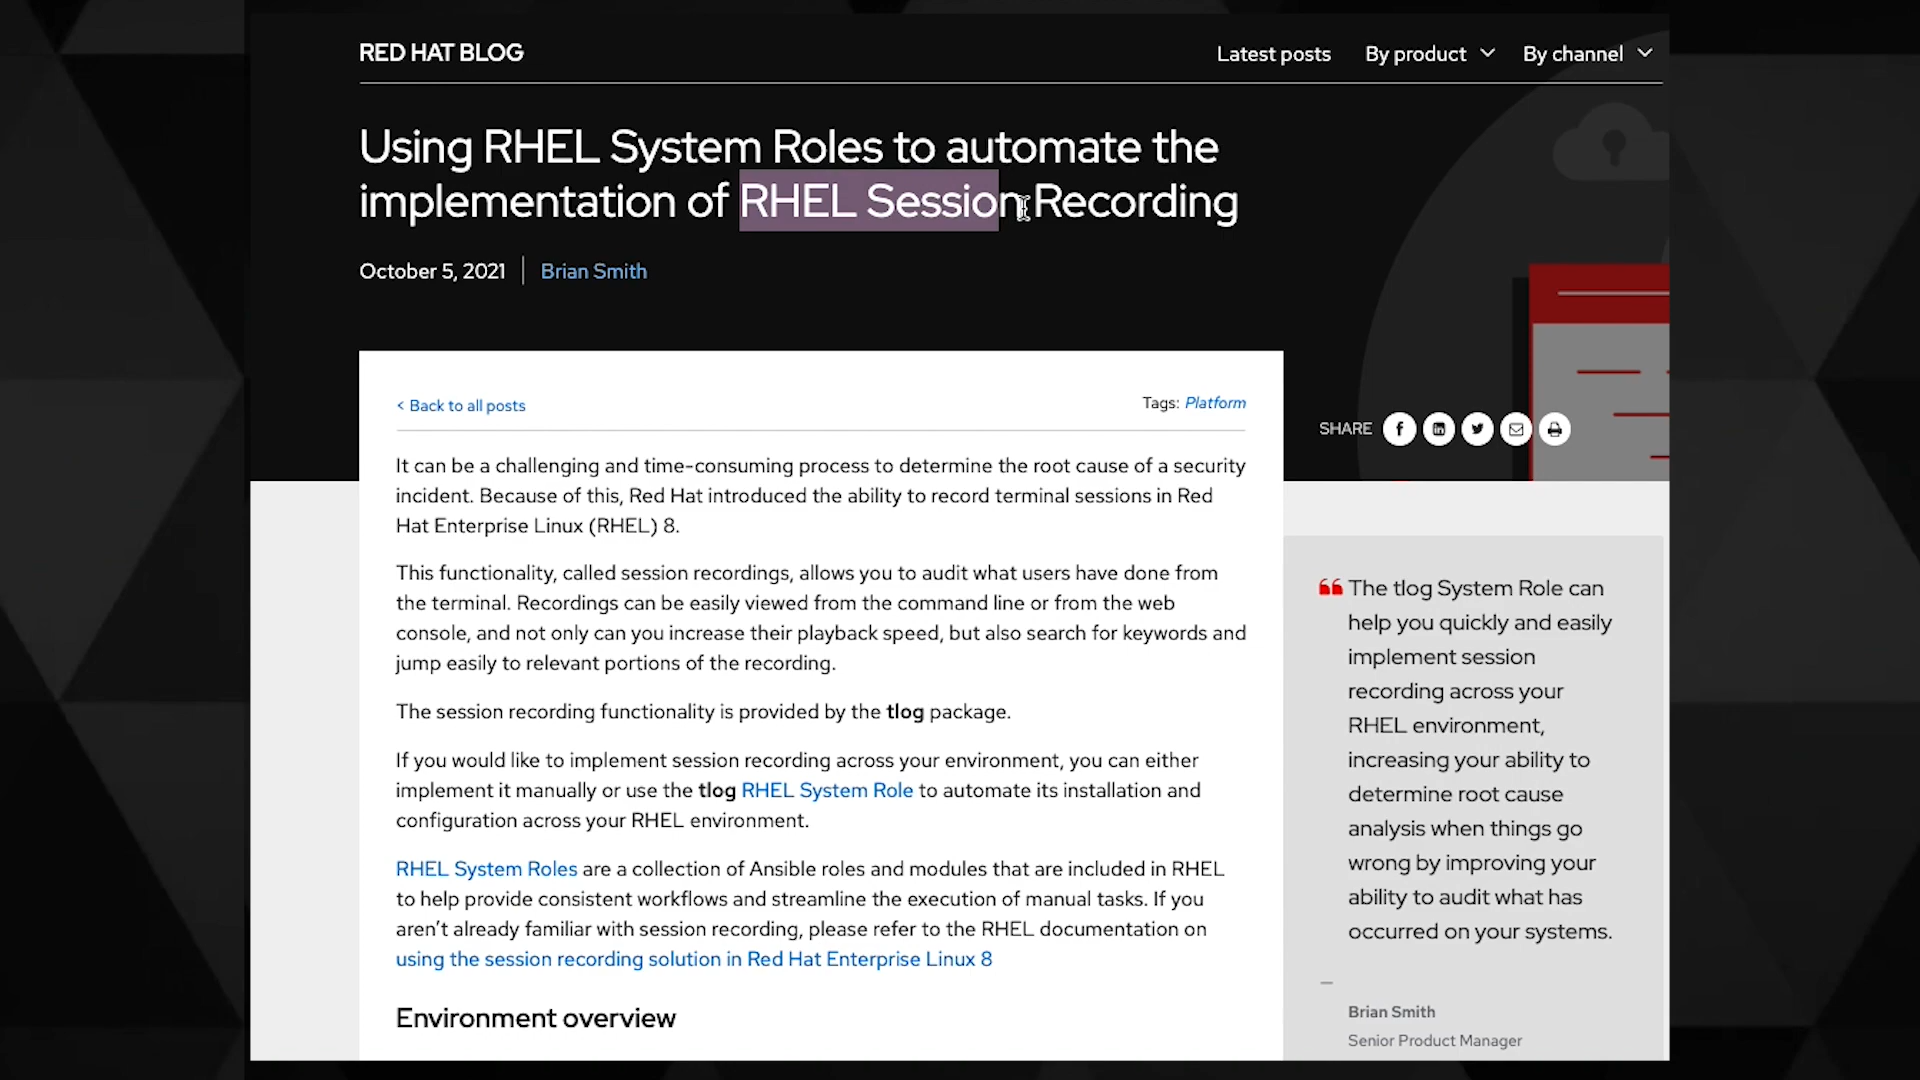 RED HAT BLOG
Latest posts By product By channel
Using RHEL System Roles to automate the
implementation of RHEL Session Recording
October 5, 2021 Brian Smith
< Back to all posts
Tags: Platform
SHARE
It can be a challenging and time-consuming process to determine the root cause of a security
incident. Because of this, Red Hat introduced the ability to record terminal sessions in Red
Hat Enterprise Linux (RHEL) 8.
This functionality, called session recordings, allows you to audit what users have done from
the terminal. Recordings can be easily viewed from the command line or from the web
console, and not only can you increase their playback speed, but also search for keywords and
jump easily to relevant portions of the recording.
The session recording functionality is provided by the tlog package.
If you would like to implement session recording across your environment, you can either
implement it manually or use the tlog RHEL System Role to automate its installation and
configuration across your RHEL environment.
RHEL System Roles are a collection of Ansible roles and modules that are included in RHEL
to help provide consistent workflows and streamline the execution of manual tasks. If you
aren't already familiar with session recording, please refer to the RHEL documentation on
using the session recording solution in Red Hat Enterprise Linux 8
Environment overview
“ The tlog System Role can
help you quickly and easily
implement session
recording across your
RHEL environment,
increasing your ability to
determine root cause
analysis when things go
wrong by improving your
ability to audit what has
occurred on your systems.
—
Brian Smith
Senior Product Manager